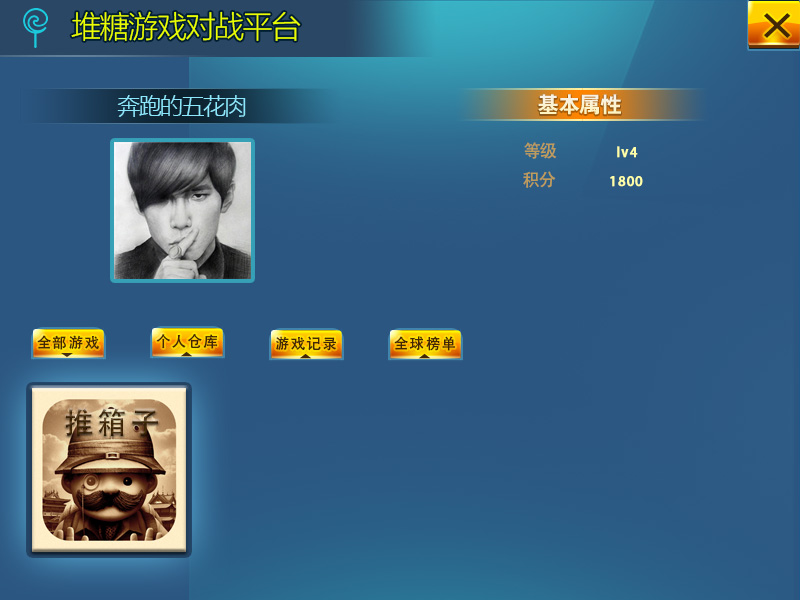 堆糖游戏对战平台
奔跑的五花肉
基本属性
等级 lv4
积分 1800
全部游戏 个人仓库 游戏记录 全球榜单
推箱子